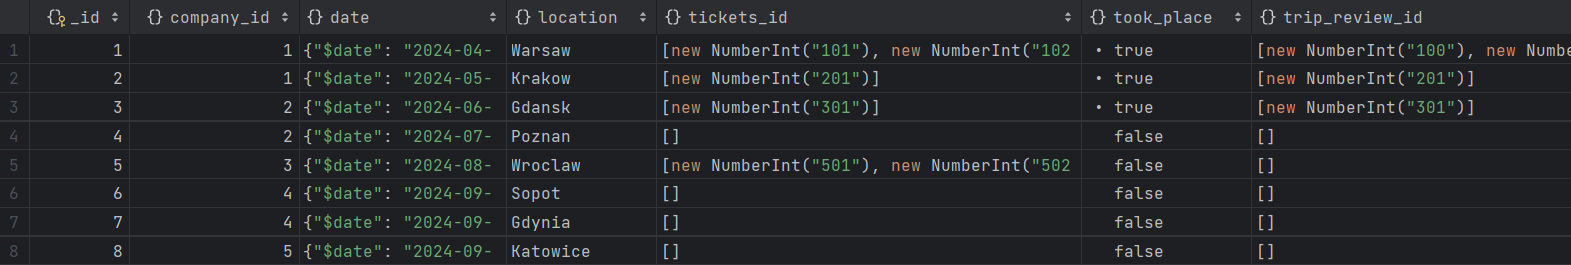 _id company_id {} date {} location {} tickets_id {} took_place {} trip_review_id
1 1 1 {"$date": "2024-04- Warsaw [new NumberInt("101"), new NumberInt("102 • true [new NumberInt("100"), new Numbe
2 2 1 {"$date": "2024-05- Krakow [new NumberInt("201")] • true [new NumberInt("201")]
3 3 2 {"$date": "2024-06- Gdansk [new NumberInt("301")] • true [new NumberInt("301")]
4 4 2 {"$date": "2024-07- Poznan [] false []
5 5 3 {"$date": "2024-08- Wroclaw [new NumberInt("501"), new NumberInt("502 false []
6 6 4 {"$date": "2024-09- Sopot [] false []
7 7 4 {"$date": "2024-09- Gdynia [] false []
8 8 5 {"$date": "2024-09- Katowice [] false []